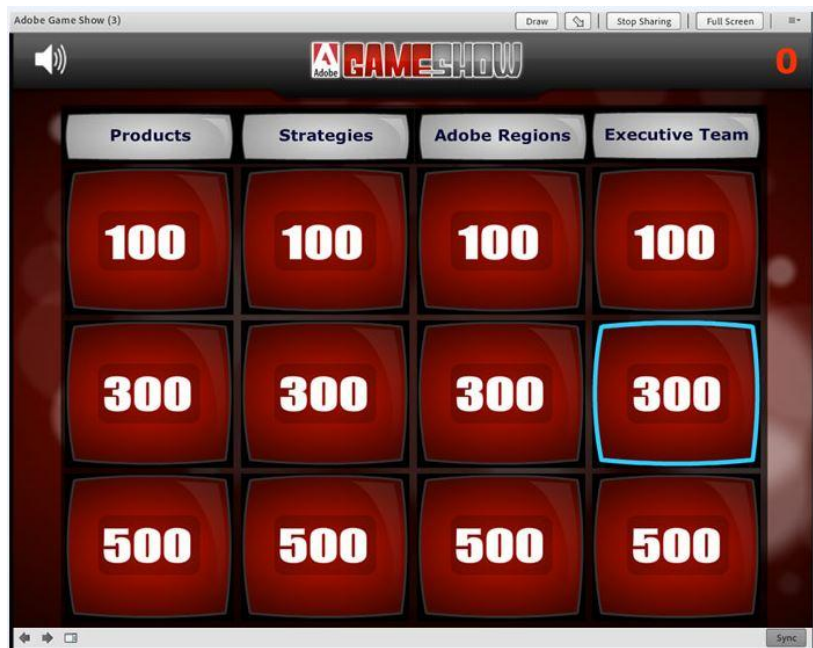 Adobe Game Show (3) Draw Stop Sharing Full Screen
Adobe GAMESHOW 0
Products Strategies Adobe Regions Executive Team
100 100 100 100
300 300 300 300
500 500 500 500
Sync